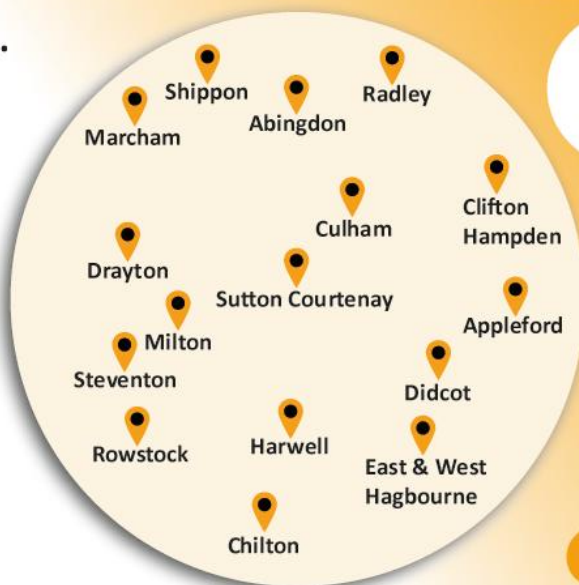 .
Shippon
Radley
Marcham
Abingdon
Clifton
Hampden
Culham
Drayton
Sutton Courtenay
Appleford
Milton
Steventon
Didcot
Rowstock
Harwell
East & West
Hagbourne
Chilton